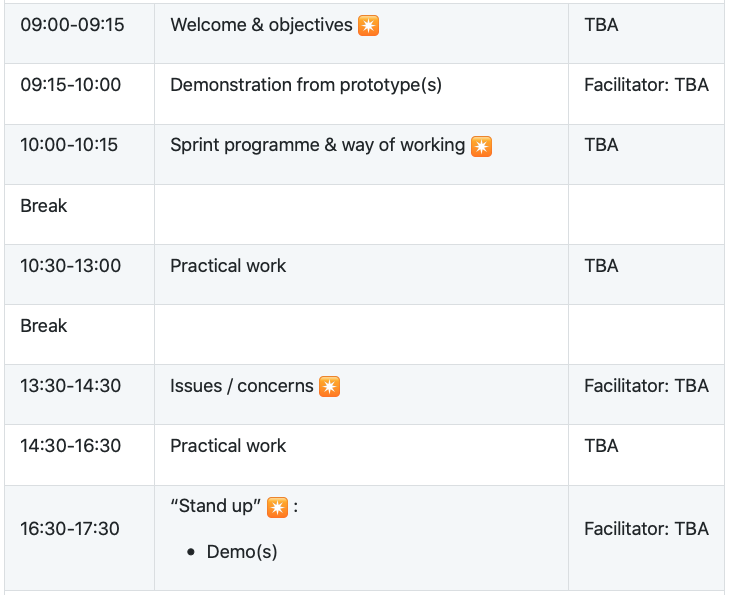 09:00-09:15 Welcome & objectives 💥 TBA
09:15-10:00 Demonstration from prototype(s) Facilitator: TBA
10:00-10:15 Sprint programme & way of working 💥 TBA
Break
10:30-13:00 Practical work TBA
Break
13:30-14:30 Issues / concerns 💥 Facilitator: TBA
14:30-16:30 Practical work TBA
16:30-17:30 “Stand up” 💥 : Facilitator: TBA
• Demo(s)